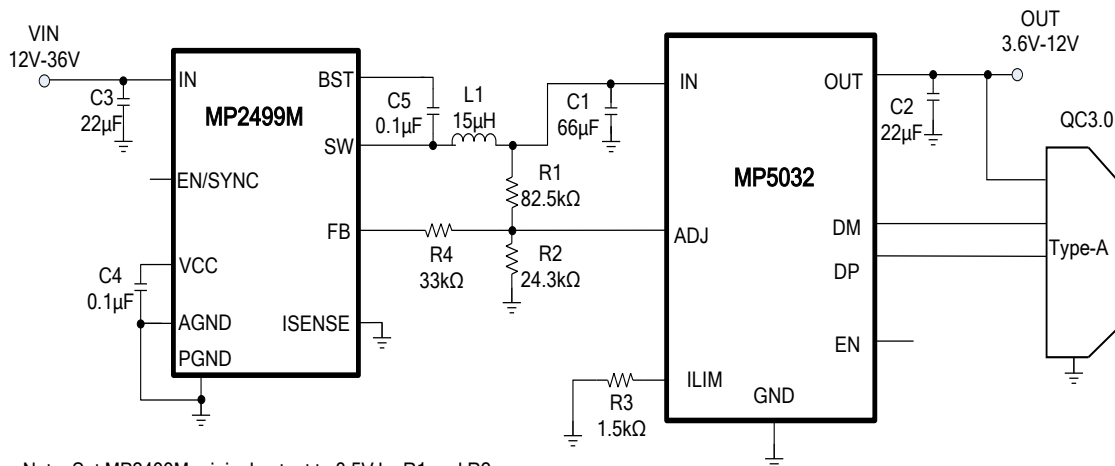 VIN
12V-36V
C3
22µF
IN
MP2499M
BST
C5
0.1µF
L1
15µH
SW
EN/SYNC
FB
R4
33kΩ
R1
82.5kΩ
R2
24.3kΩ
C4
0.1µF
VCC
AGND
PGND
ISENSE
C1
66µF
IN
MP5032
OUT
ADJ
DM
DP
EN
ILIM
GND
R3
1.5kΩ
OUT
3.6V-12V
C2
22µF
QC3.0
Type-A